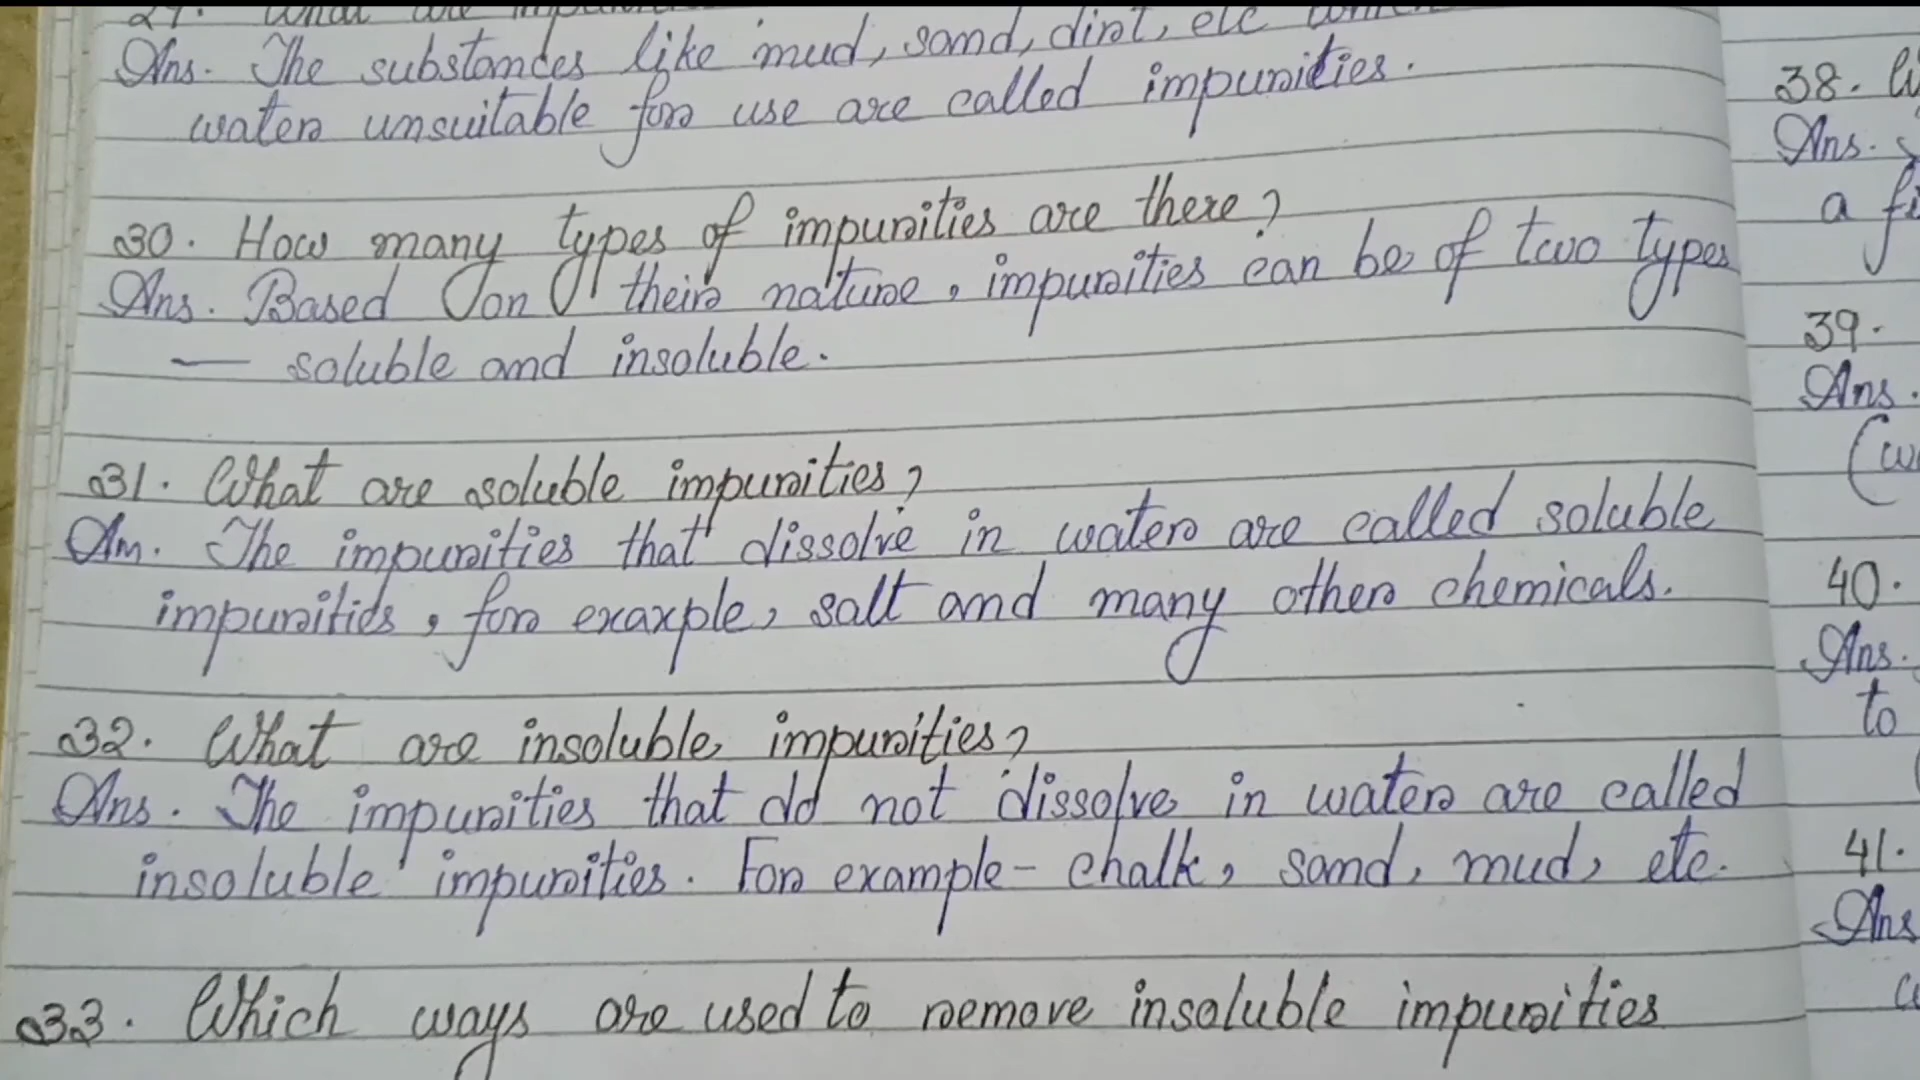 Ans. The substances like mud, sand, dirt, etc
water unsuitable for use are called impurities.
30. How many types of impurities are there?
Ans. Based on their nature, impurities can be of two types
— soluble and insoluble.
31. What are soluble impurities?
Ans. The impurities that dissolve in water are called soluble
impurities, for exaxple, salt and many other chemicals.
32. What are insoluble impurities?
Ans. The impurities that do not dissolve in water are called
insoluble impurities. For example- chalk, sand, mud, etc.
33. Which ways are used to remove insoluble impurities
38.
Ans.
a
39.
Ans.
40.
Ans.
to
41.
Ans